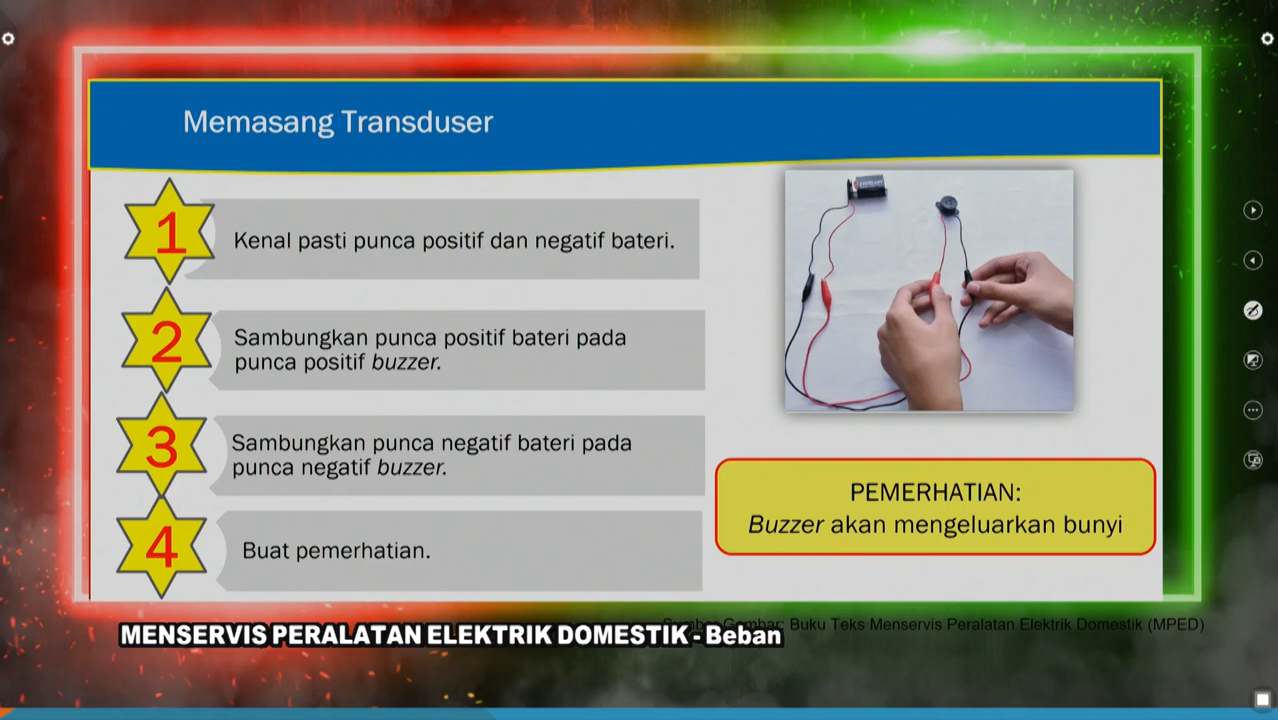 Memasang Transduser
1
Kenal pasti punca positif dan negatif bateri.
2
Sambungkan punca positif bateri pada
punca positif buzzer.
3
Sambungkan punca negatif bateri pada
punca negatif buzzer.
4
Buat pemerhatian.
PEMERHATIAN:
Buzzer akan mengeluarkan bunyi
Sumber Gambar: Buku Teks Menservis Peralatan Elektrik Domestik (MPED)
MENSERVIS PERALATAN ELEKTRIK DOMESTIK - Beban